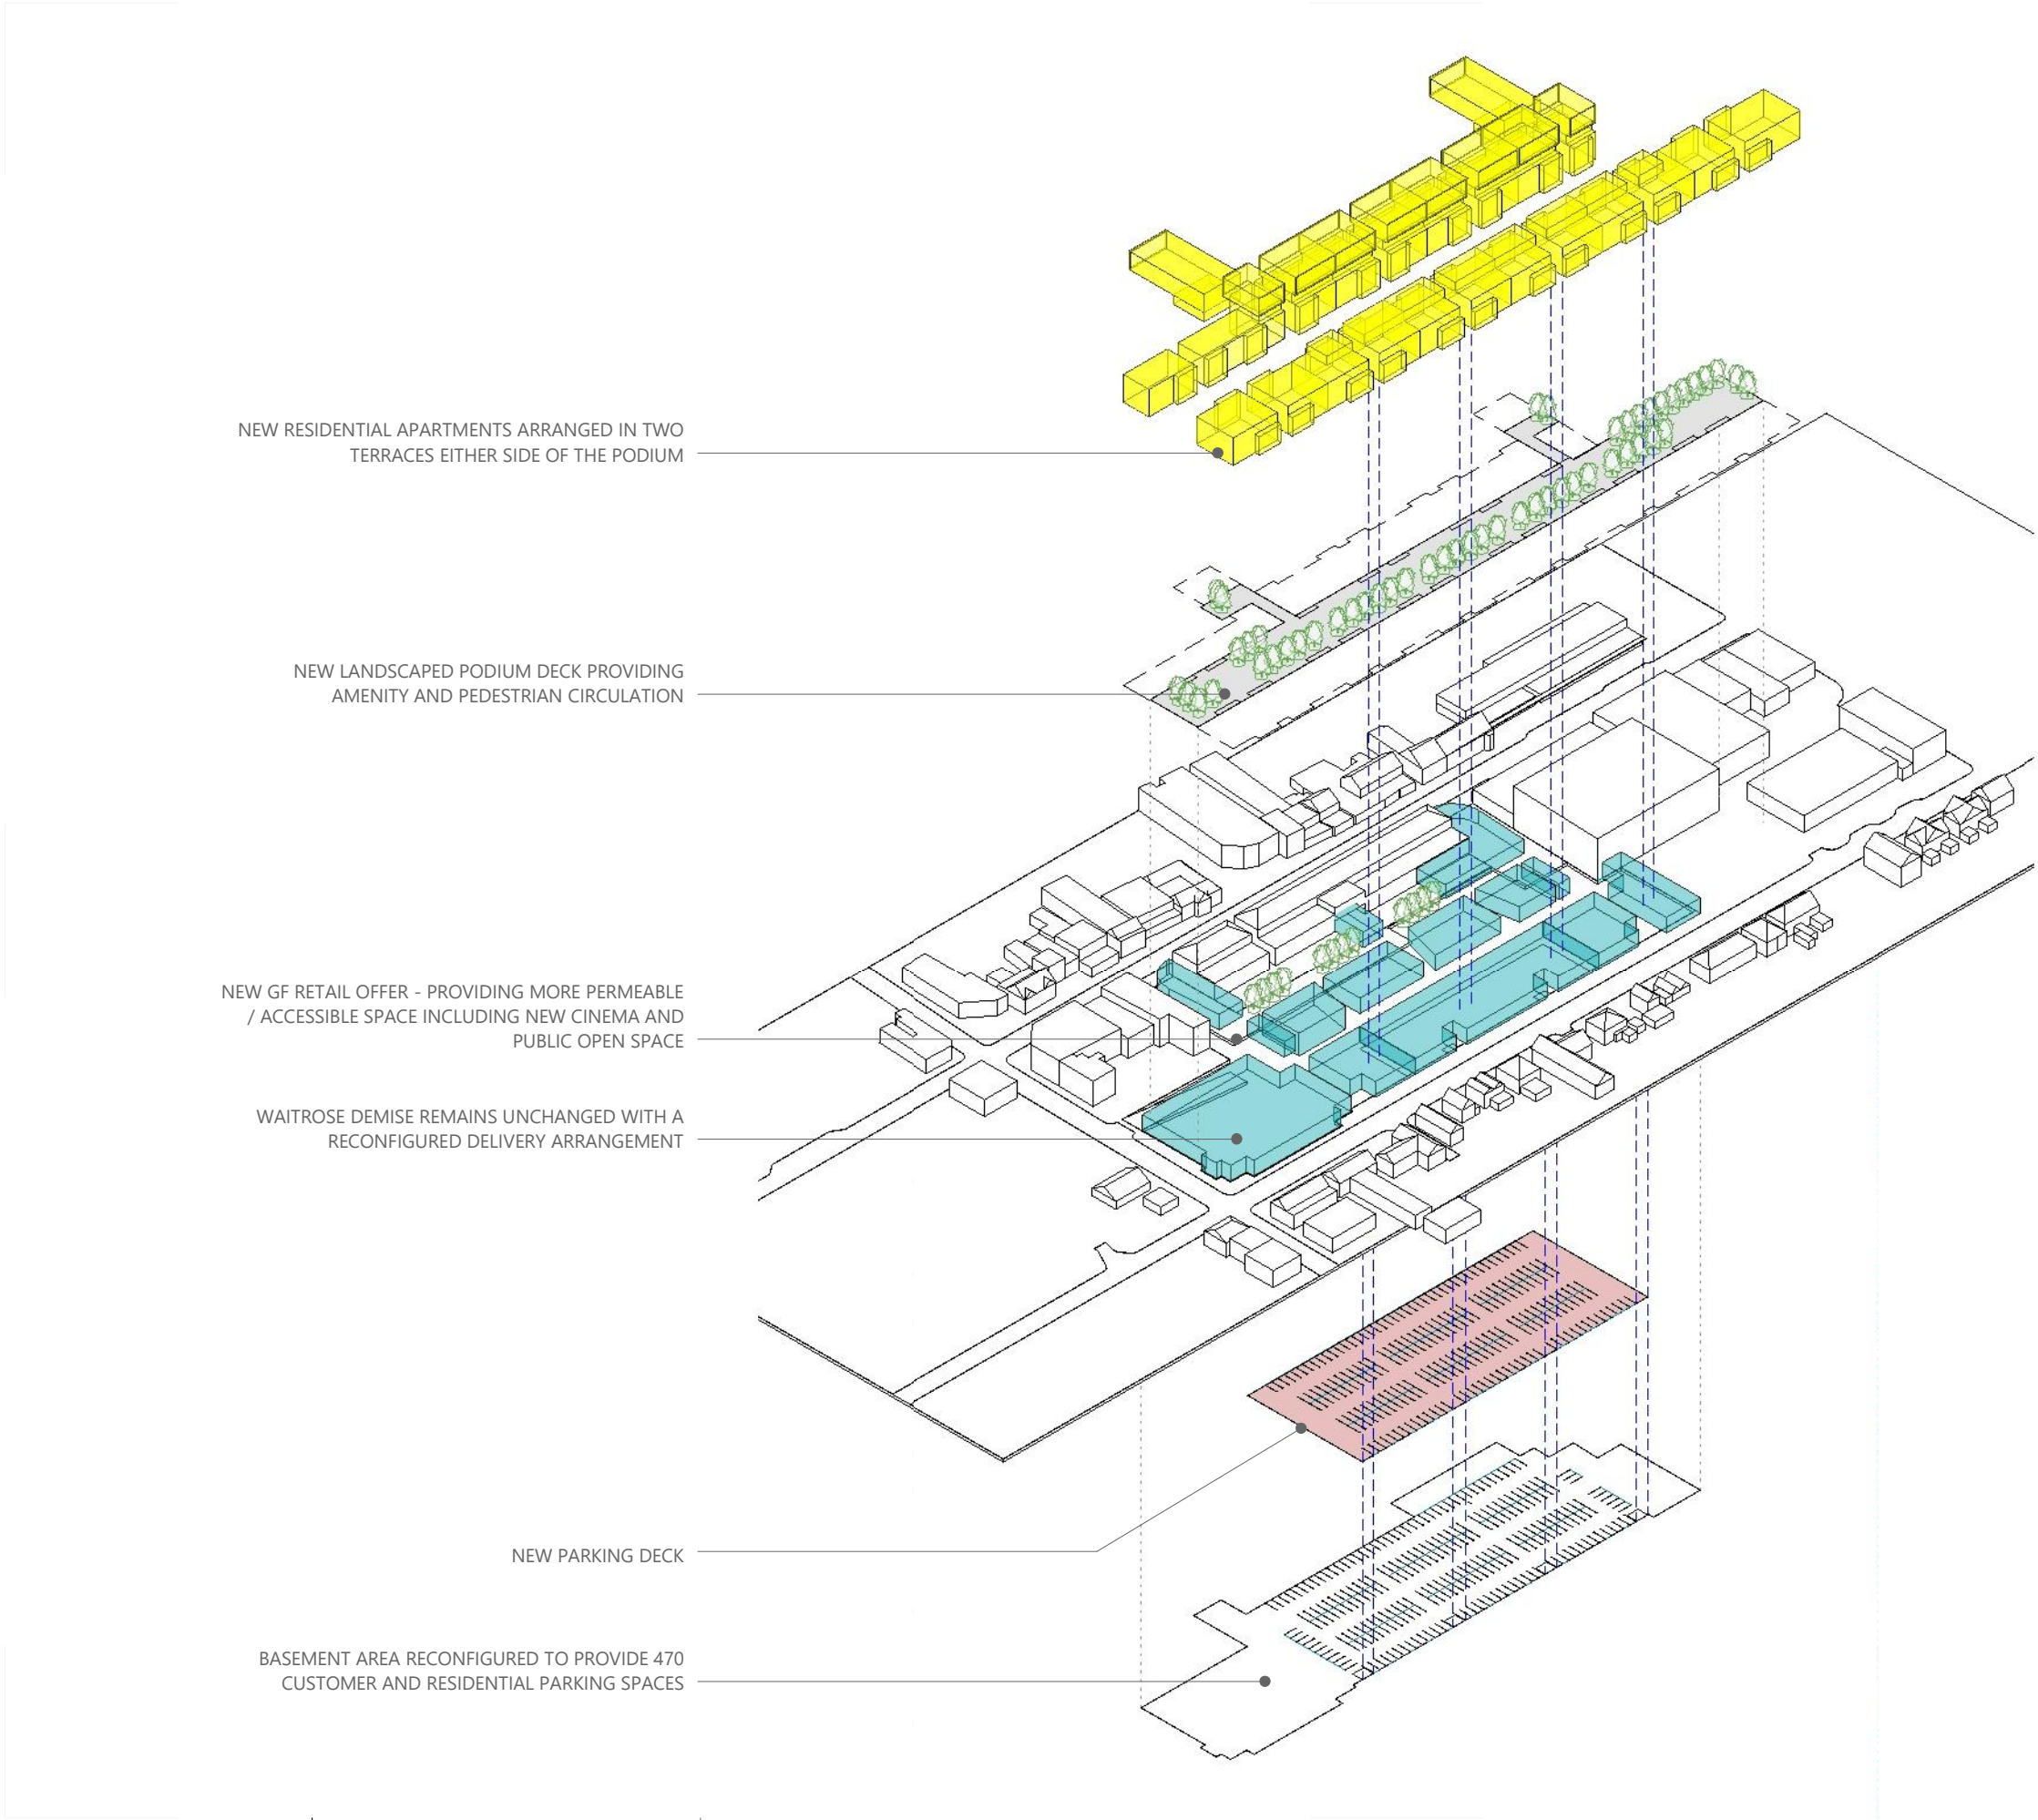 NEW RESIDENTIAL APARTMENTS ARRANGED IN TWO
TERRACES EITHER SIDE OF THE PODIUM
NEW LANDSCAPED PODIUM DECK PROVIDING
AMENITY AND PEDESTRIAN CIRCULATION
NEW GF RETAIL OFFER - PROVIDING MORE PERMEABLE
/ ACCESSIBLE SPACE INCLUDING NEW CINEMA AND
PUBLIC OPEN SPACE
WAITROSE DEMISE REMAINS UNCHANGED WITH A
RECONFIGURED DELIVERY ARRANGEMENT
NEW PARKING DECK
BASEMENT AREA RECONFIGURED TO PROVIDE 470
CUSTOMER AND RESIDENTIAL PARKING SPACES